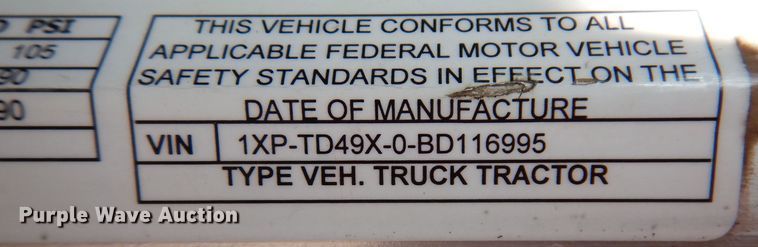 PSI
105
90
90
THIS VEHICLE CONFORMS TO ALL
APPLICABLE FEDERAL MOTOR VEHICLE
SAFETY STANDARDS IN EFFECT ON THE
DATE OF MANUFACTURE
VIN 1XP-TD49X-0-BD116995
TYPE VEH. TRUCK TRACTOR
Purple Wave Auction